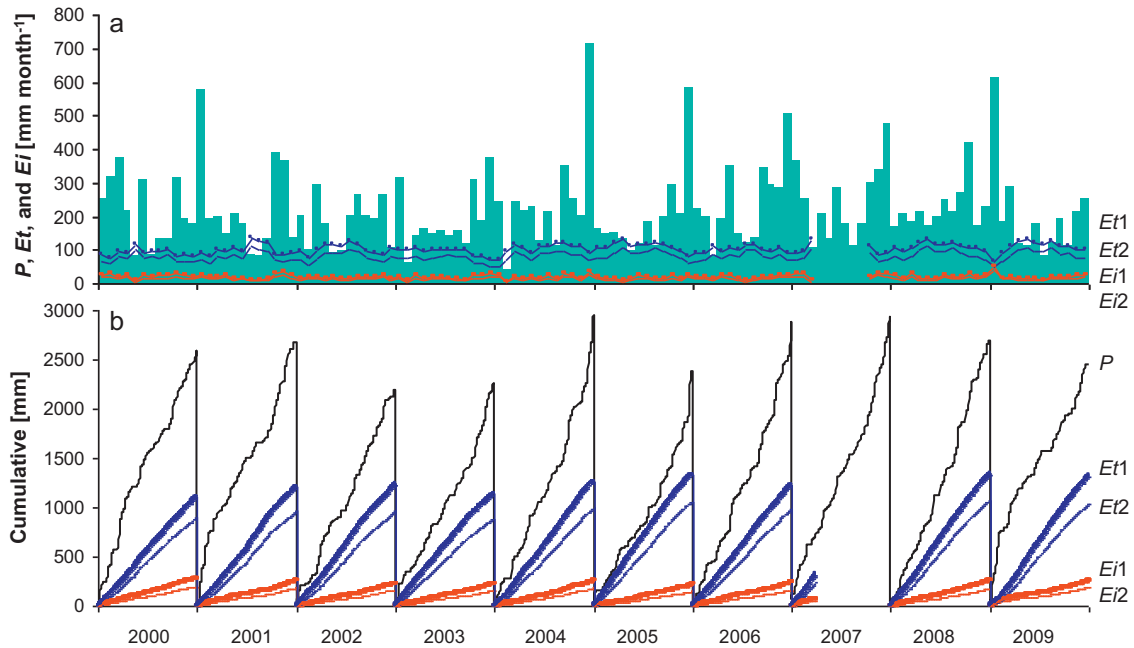 a
P, Et, and Ei [mm month⁻¹]
800
700
600
500
400
300
200
100
0
Et1
Et2
Ei1
Ei2
b
Cumulative [mm]
3000
2500
2000
1500
1000
500
0
P
Et1
Et2
Ei1
Ei2
2000 2001 2002 2003 2004 2005 2006 2007 2008 2009